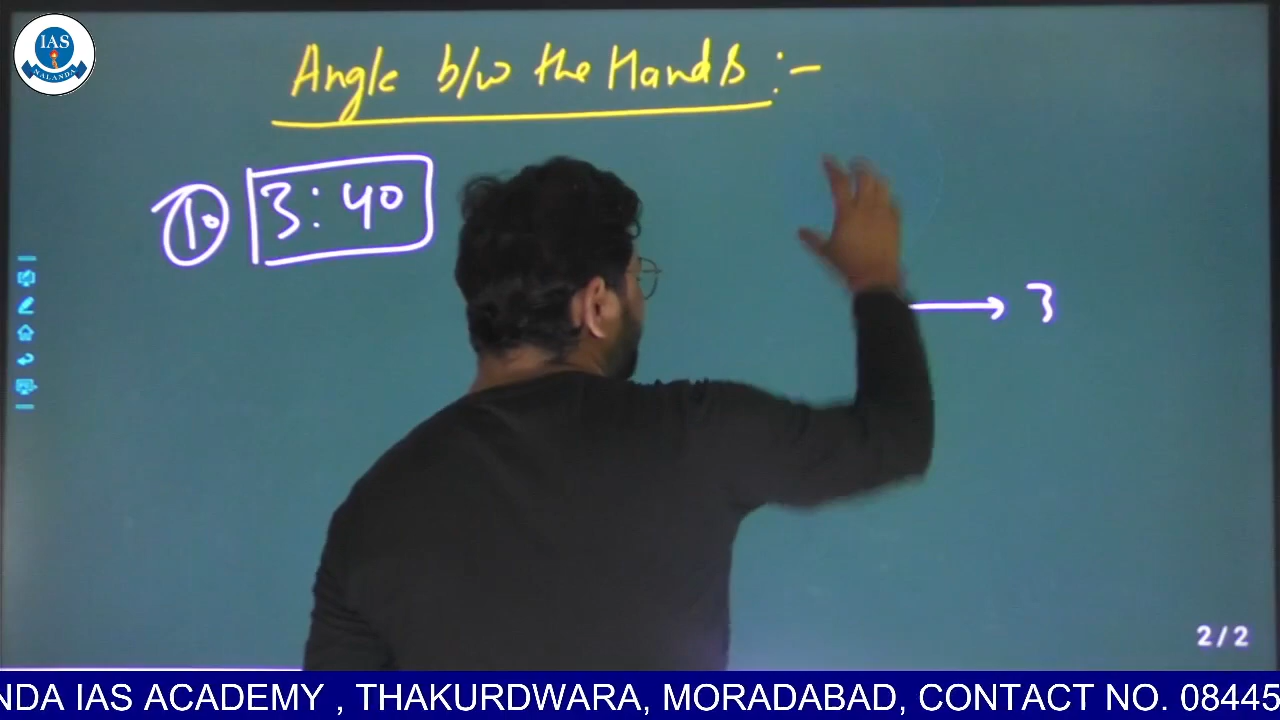 IAS
NALANDA
Angle b/w the Hands :-
1. 3:40
3
2/2
NDA IAS ACADEMY , THAKURDWARA, MORADABAD, CONTACT NO. 08445